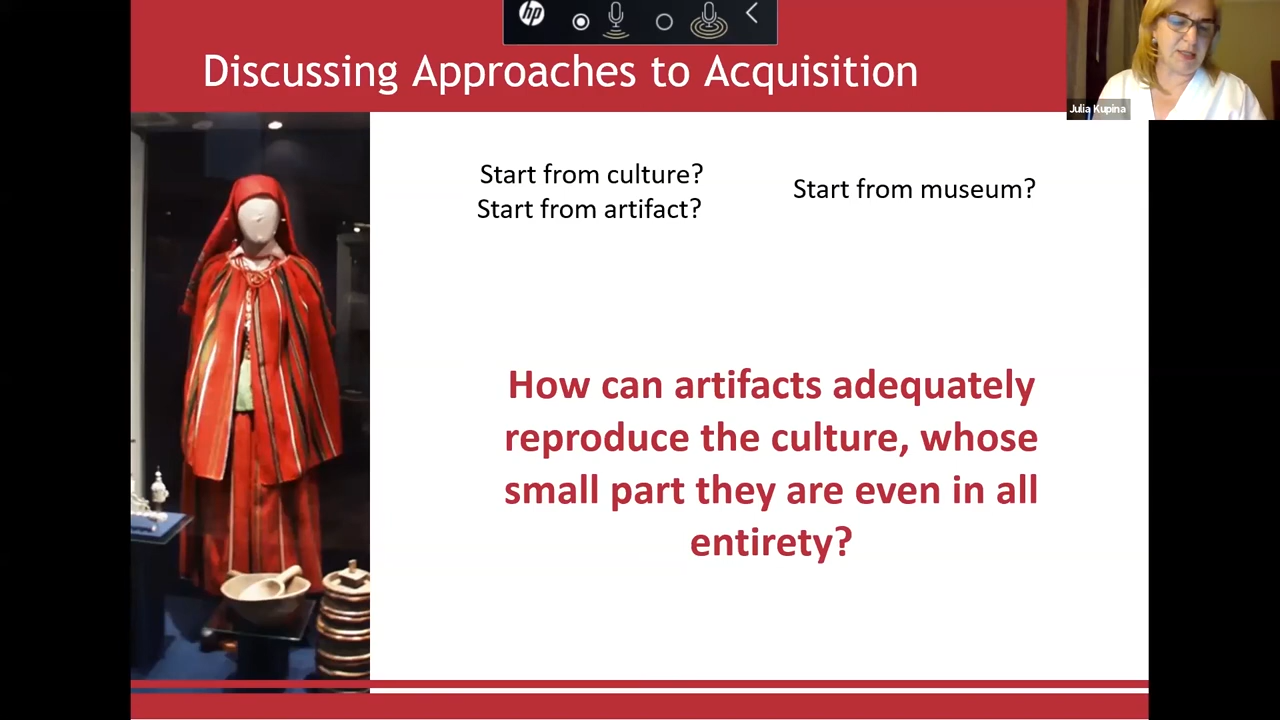 hp
Discussing Approaches to Acquisition
Julia Kupina
Start from culture?
Start from artifact?
Start from museum?
How can artifacts adequately
reproduce the culture, whose
small part they are even in all
entirety?